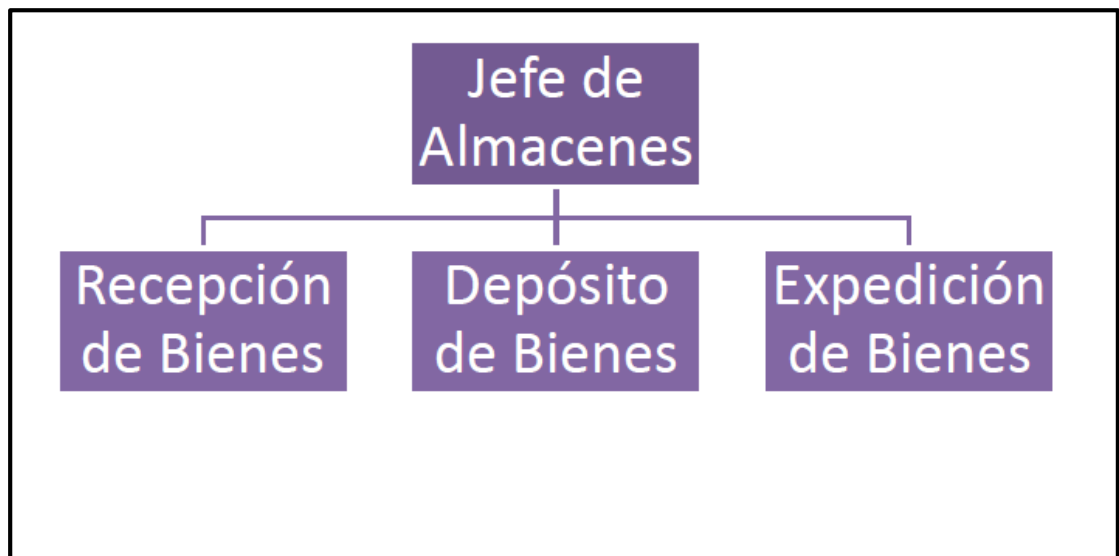 Jefe de
Almacenes
Recepción
de Bienes
Depósito
de Bienes
Expedición
de Bienes